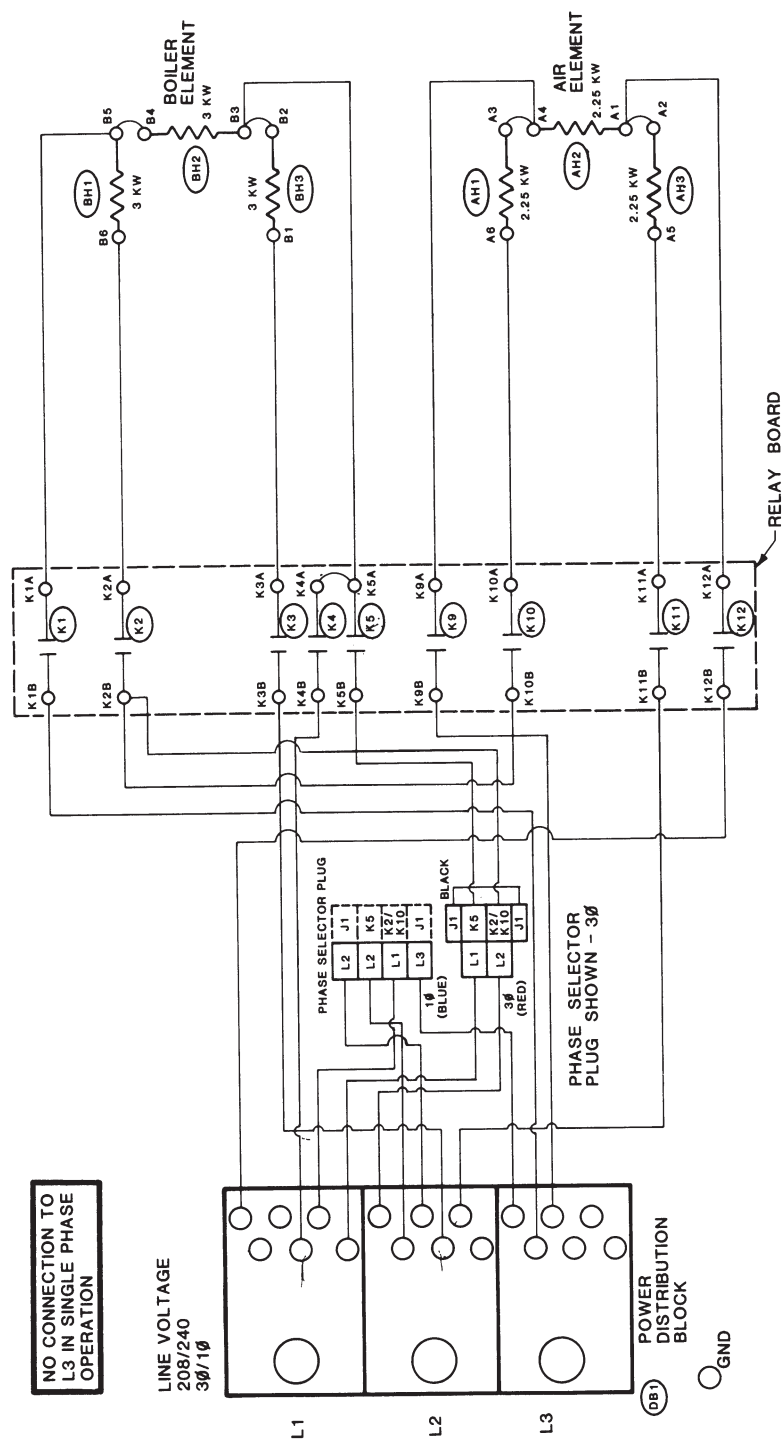 NO CONNECTION TO
L3 IN SINGLE PHASE
OPERATION
LINE VOLTAGE
208/240
3Ø/1Ø
L1
L2
L3
DB1
POWER
DISTRIBUTION
BLOCK
GND
PHASE SELECTOR PLUG
L2
J1
L2
K5
L1
K2/
K10
L3
J1
1Ø
(BLUE)
BLACK
J1
L1
K5
L2
K2/
K10
J1
3Ø
(RED)
PHASE SELECTOR
PLUG SHOWN - 3Ø
K1B
K1
K1A
K2B
K2
K2A
K3B
K3
K3A
K4B
K4
K4A
K5B
K5
K5A
K9B
K9
K9A
K10B
K10
K10A
K11B
K11
K11A
K12B
K12
K12A
RELAY BOARD
BOILER
ELEMENT
B6
BH1
3 KW
B5
B4
BH2
3 KW
B3
B2
BH3
3 KW
B1
AIR
ELEMENT
A6
AH1
2.25 KW
A3
A4
AH2
2.25 KW
A1
A2
AH3
2.25 KW
A5